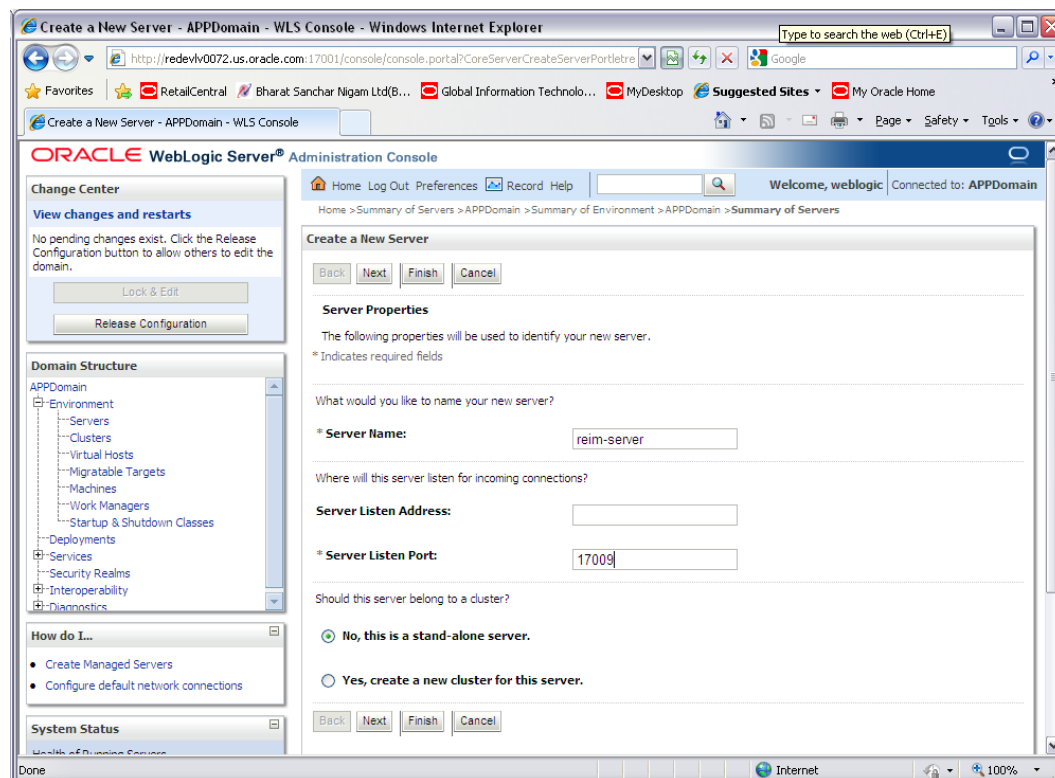 Create a New Server - APPDomain - WLS Console - Windows Internet Explorer
Type to search the web (Ctrl+E)
http://redevlv0072.us.oracle.com:17001/console/console.portal?CoreServerCreateServerPortletre
Google
Favorites RetailCentral Bharat Sanchar Nigam Ltd(B... Global Information Technolo... MyDesktop Suggested Sites My Oracle Home
Create a New Server - APPDomain - WLS Console
Page Safety Tools
ORACLE WebLogic Server® Administration Console
Change Center
View changes and restarts
No pending changes exist. Click the Release
Configuration button to allow others to edit the
domain.
Lock & Edit
Release Configuration
Domain Structure
APPDomain
Environment
Servers
Clusters
Virtual Hosts
Migratable Targets
Machines
Work Managers
Startup & Shutdown Classes
Deployments
Services
Security Realms
Interoperability
Diagnostics
How do I...
Create Managed Servers
Configure default network connections
System Status
Health of Running Servers
Home Log Out Preferences Record Help
Welcome, weblogic Connected to: APPDomain
Home >Summary of Servers >APPDomain >Summary of Environment >APPDomain >Summary of Servers
Create a New Server
Back Next Finish Cancel
Server Properties
The following properties will be used to identify your new server.
* Indicates required fields
What would you like to name your new server?
* Server Name: reim-server
Where will this server listen for incoming connections?
Server Listen Address:
* Server Listen Port: 17009
Should this server belong to a cluster?
No, this is a stand-alone server.
Yes, create a new cluster for this server.
Back Next Finish Cancel
Done Internet 100%